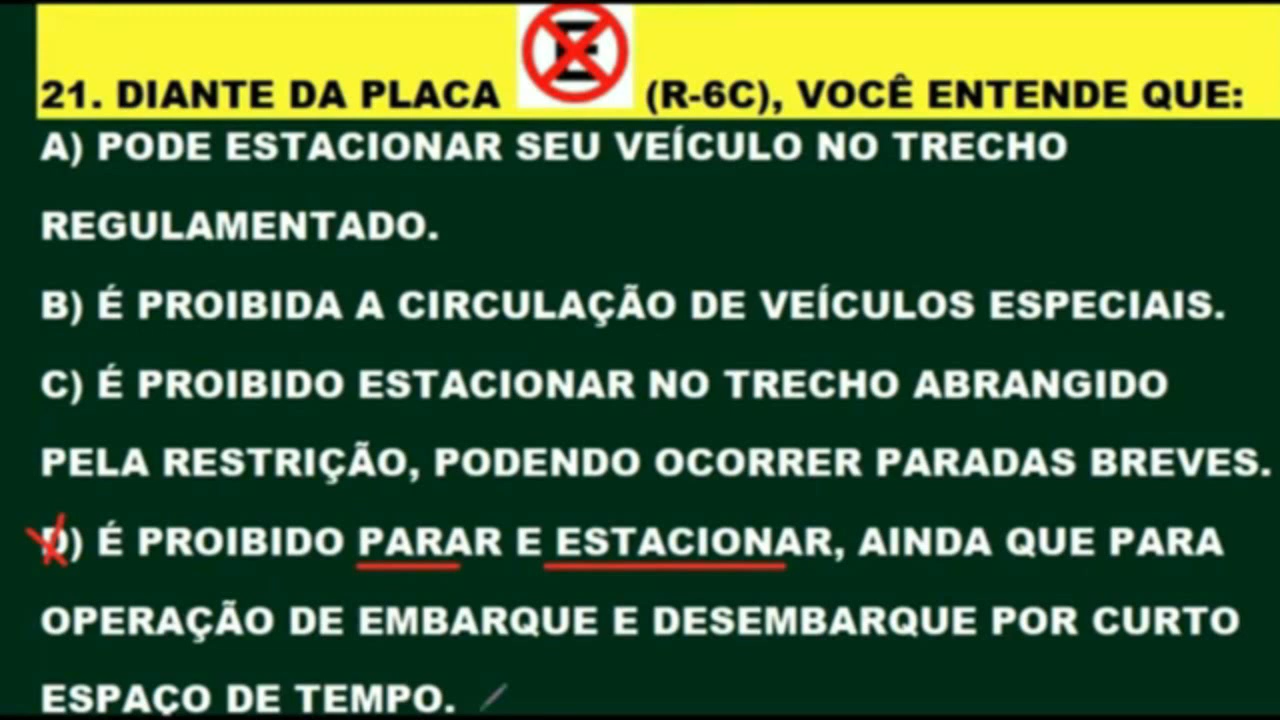 21. DIANTE DA PLACA E (R-6C), VOCÊ ENTENDE QUE:
A) PODE ESTACIONAR SEU VEÍCULO NO TRECHO
REGULAMENTADO.
B) É PROIBIDA A CIRCULAÇÃO DE VEÍCULOS ESPECIAIS.
C) É PROIBIDO ESTACIONAR NO TRECHO ABRANGIDO
PELA RESTRIÇÃO, PODENDO OCORRER PARADAS BREVES.
D) É PROIBIDO PARAR E ESTACIONAR, AINDA QUE PARA
OPERAÇÃO DE EMBARQUE E DESEMBARQUE POR CURTO
ESPAÇO DE TEMPO.